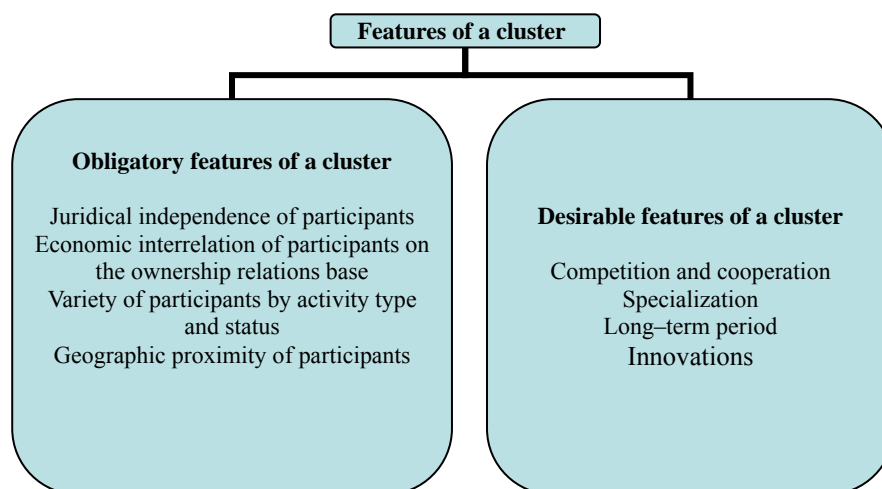 Features of a cluster
Obligatory features of a cluster
Juridical independence of participants
Economic interrelation of participants on
the ownership relations base
Variety of participants by activity type
and status
Geographic proximity of participants
Desirable features of a cluster
Competition and cooperation
Specialization
Long–term period
Innovations